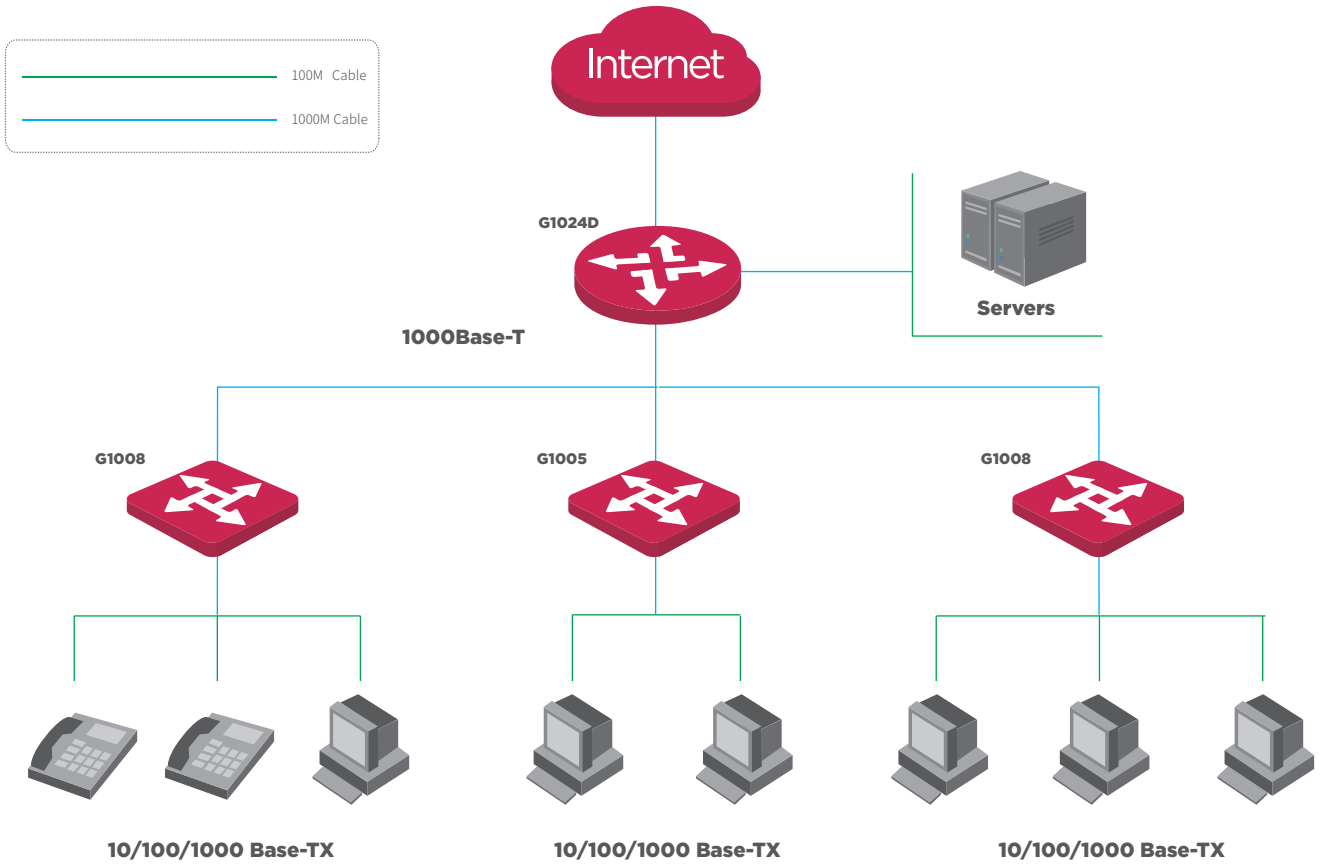 Internet
100M Cable
1000M Cable
G1024D
Servers
1000Base-T
G1008
G1005
G1008
10/100/1000 Base-TX
10/100/1000 Base-TX
10/100/1000 Base-TX